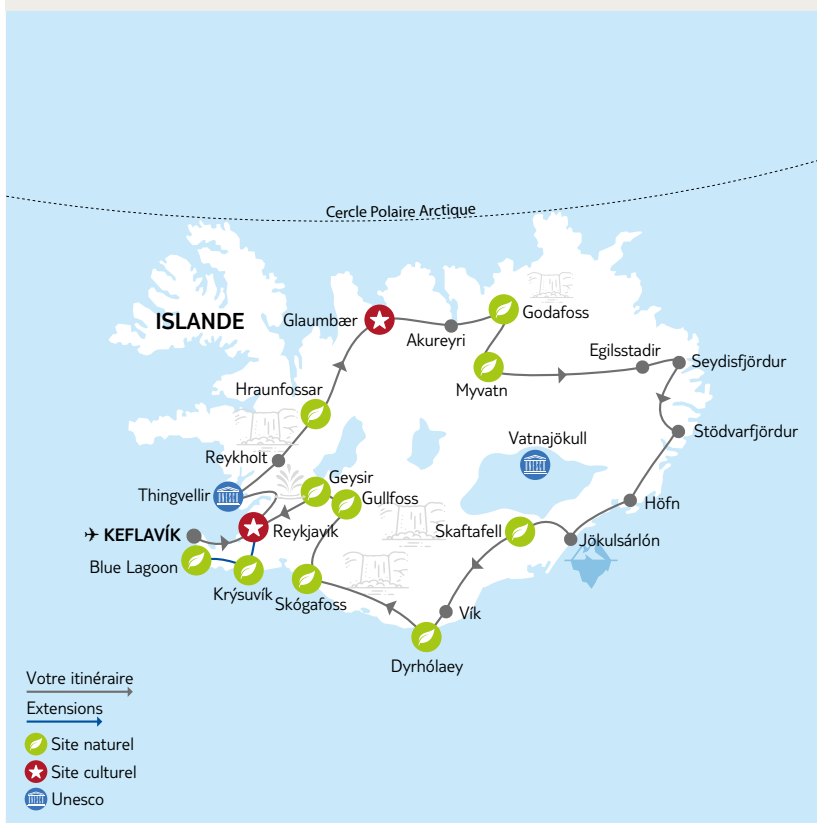 Cercle Polaire Arctique
ISLANDE
Glaumbær
Godafoss
Akureyri
Egilsstadir
Seydisfjördur
Myvatn
Hraunfossar
Stödvarfjördur
Vatnajökull
Reykholt
Geysir
Thingvellir
Gullfoss
Höfn
KEFLAVÍK
Reykjavik
Skaftafell
Jökulsárlón
Blue Lagoon
Krýsuvík
Skógafoss
Vík
Dyrhólaey
Votre itinéraire
Extensions
Site naturel
Site culturel
Unesco